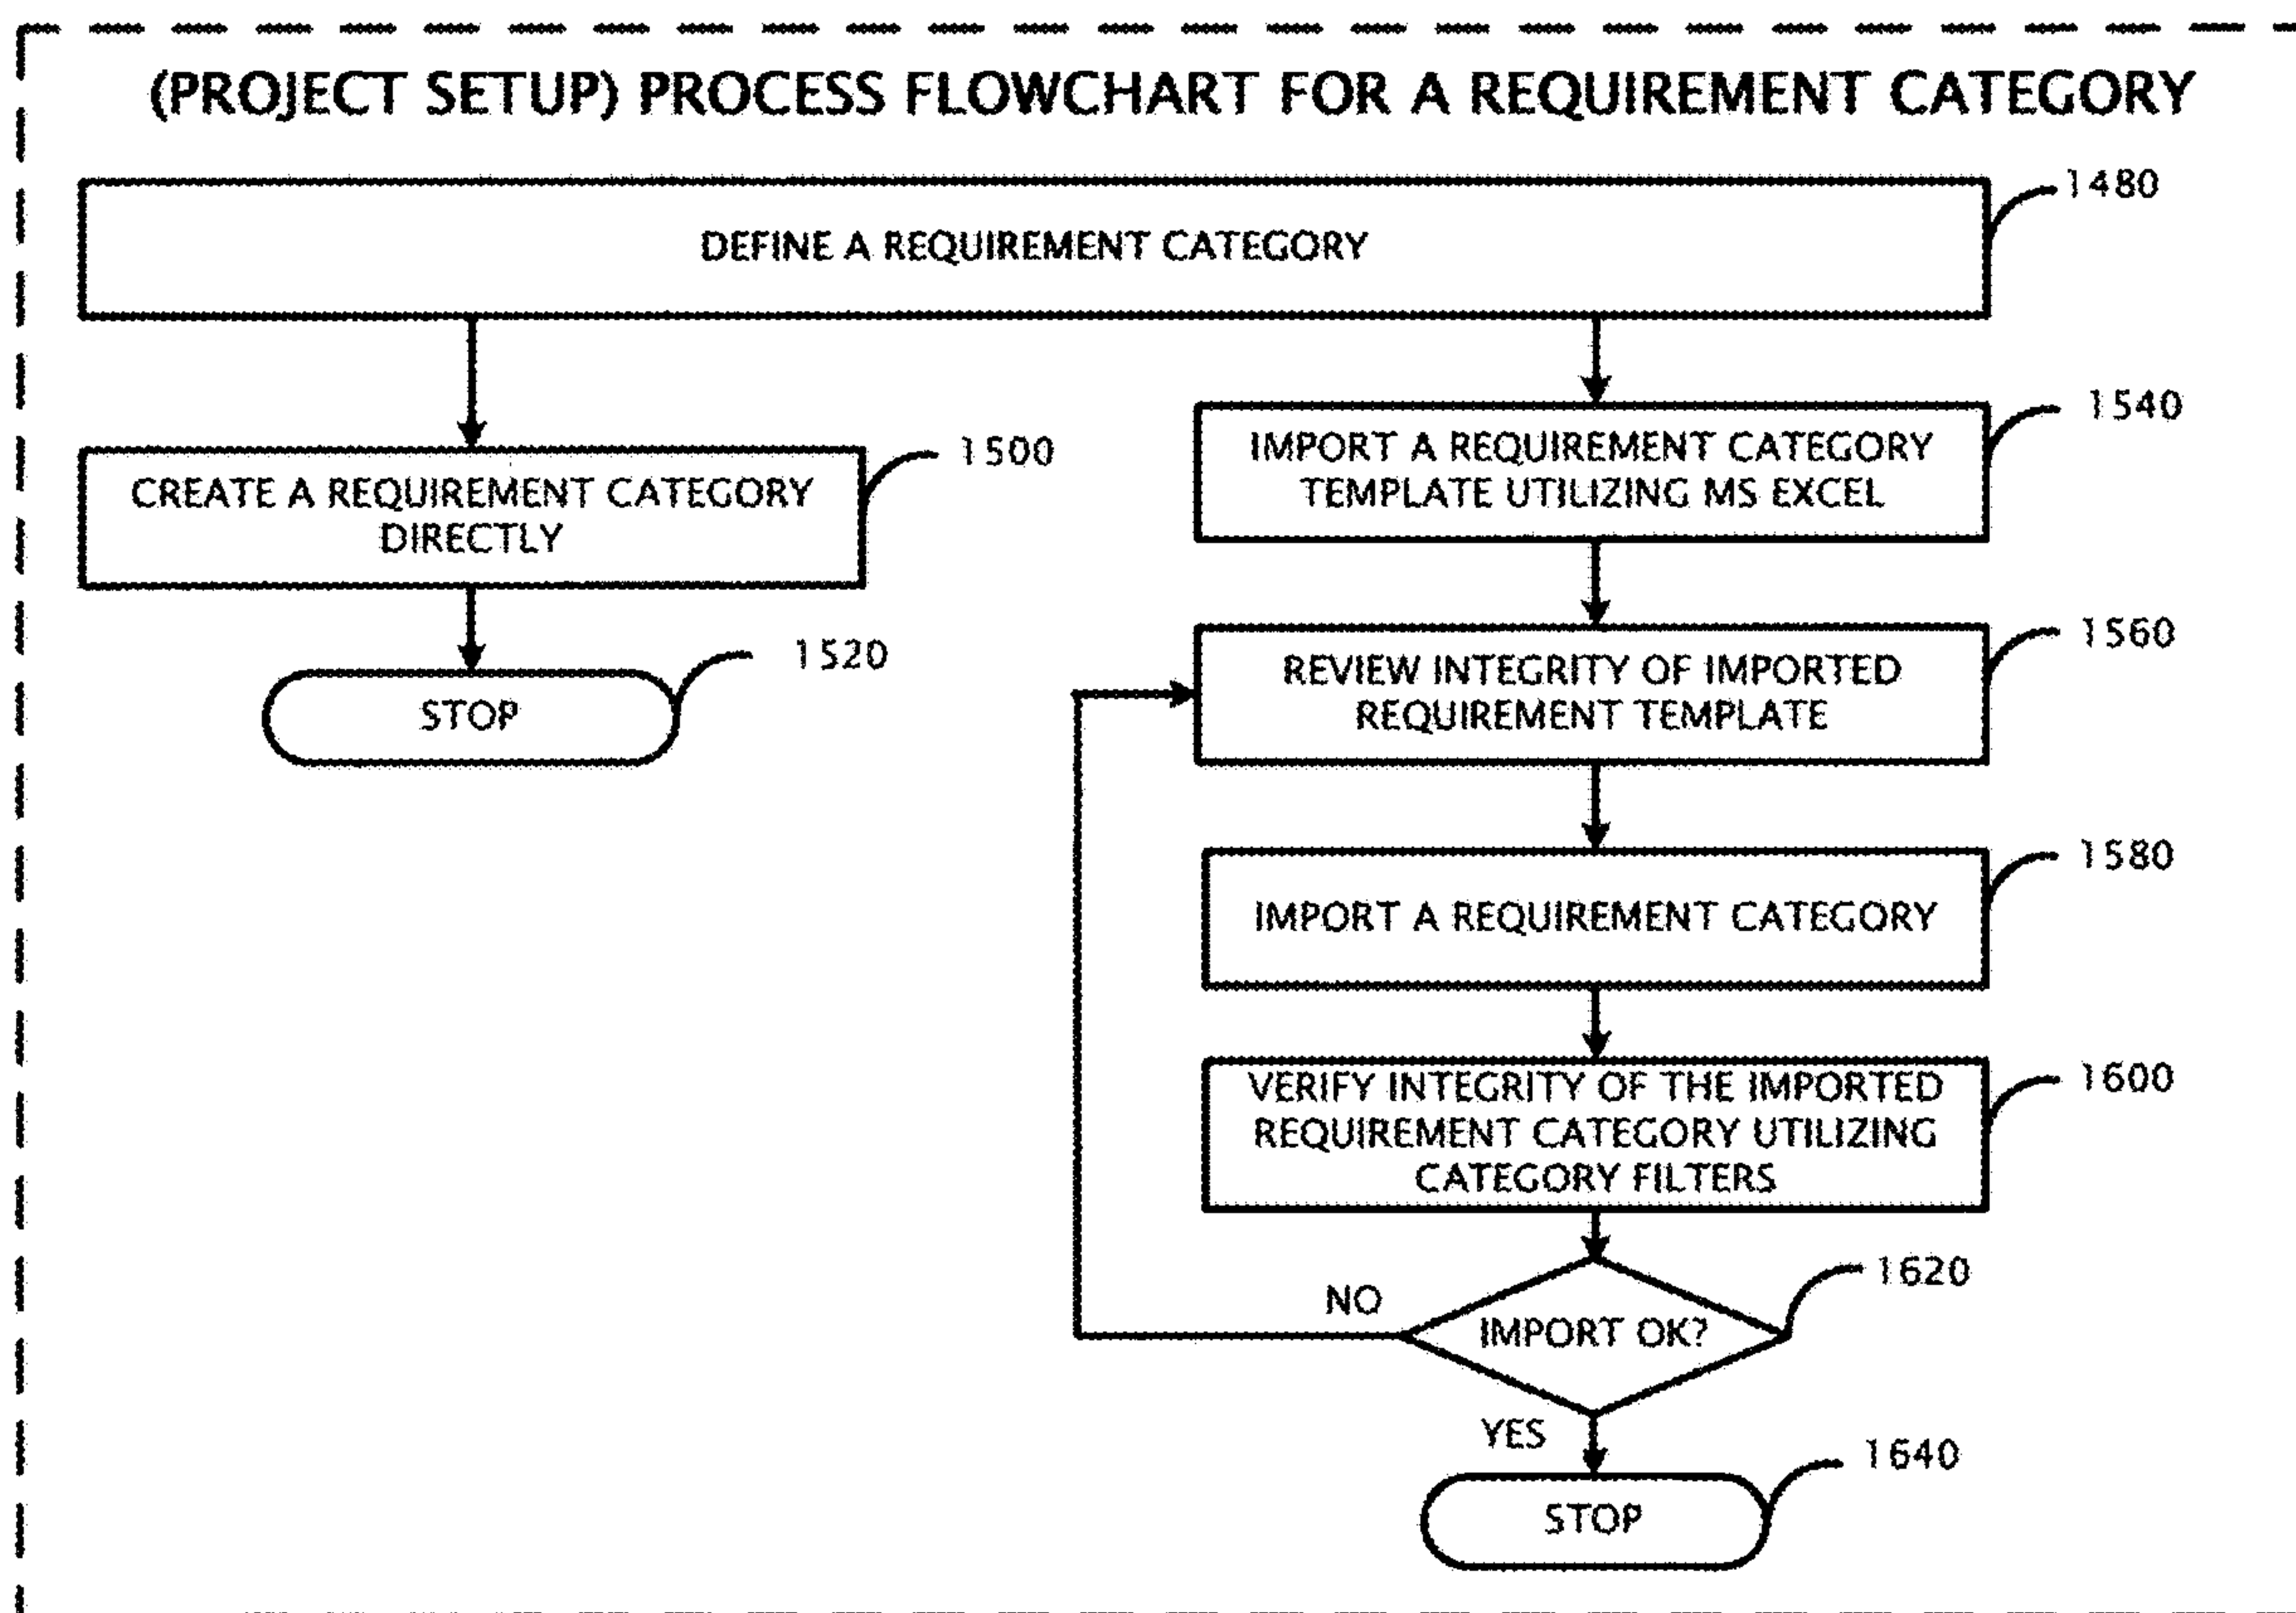 (PROJECT SETUP) PROCESS FLOWCHART FOR A REQUIREMENT CATEGORY
1480
DEFINE A REQUIREMENT CATEGORY
1500
CREATE A REQUIREMENT CATEGORY
DIRECTLY
1520
STOP
1540
IMPORT A REQUIREMENT CATEGORY
TEMPLATE UTILIZING MS EXCEL
1560
REVIEW INTEGRITY OF IMPORTED
REQUIREMENT TEMPLATE
1580
IMPORT A REQUIREMENT CATEGORY
1600
VERIFY INTEGRITY OF THE IMPORTED
REQUIREMENT CATEGORY UTILIZING
CATEGORY FILTERS
1620
NO
IMPORT OK?
YES
1640
STOP